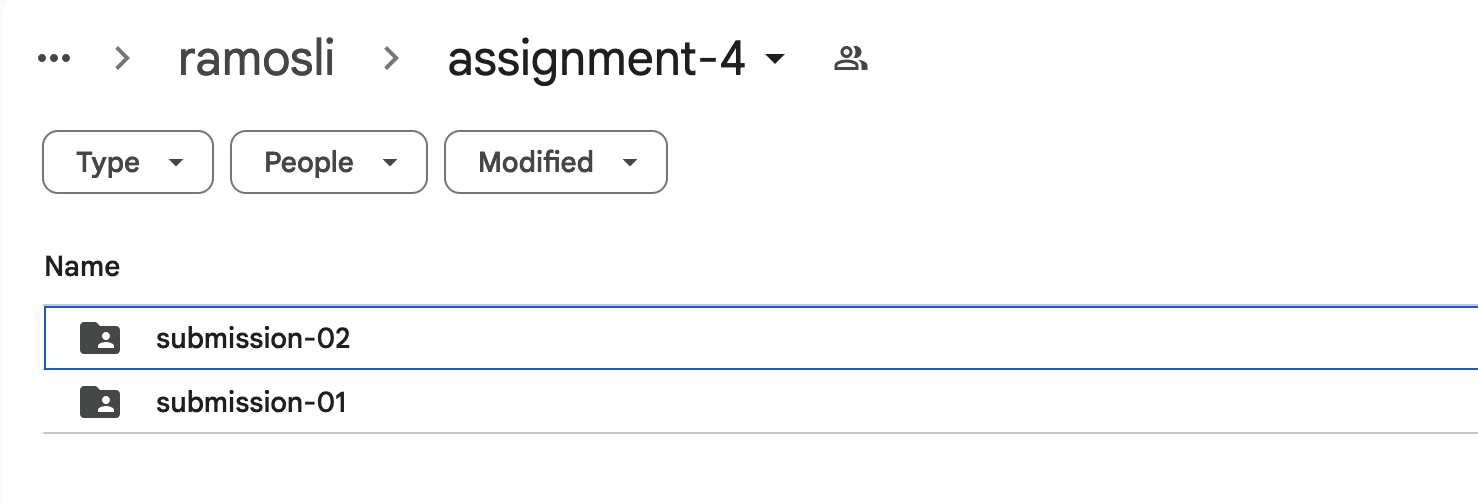 ... > ramosli > assignment-4
Type People Modified
Name
submission-02
submission-01